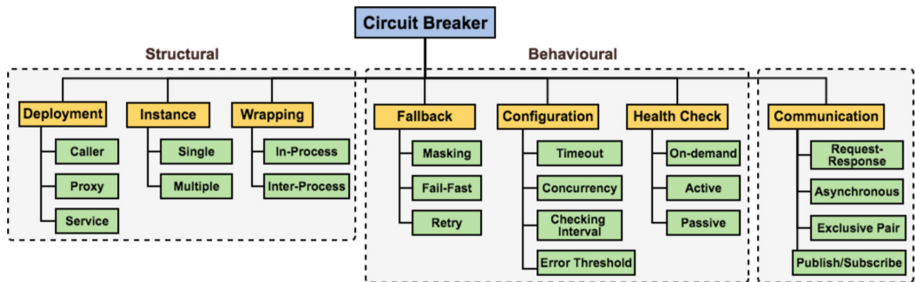 Circuit Breaker
Structural
Behavioural
Deployment
Caller
Proxy
Service
Instance
Single
Multiple
Wrapping
In-Process
Inter-Process
Fallback
Masking
Fail-Fast
Retry
Configuration
Timeout
Concurrency
Checking
Interval
Error Threshold
Health Check
On-demand
Active
Passive
Communication
Request-
Response
Asynchronous
Exclusive Pair
Publish/Subscribe